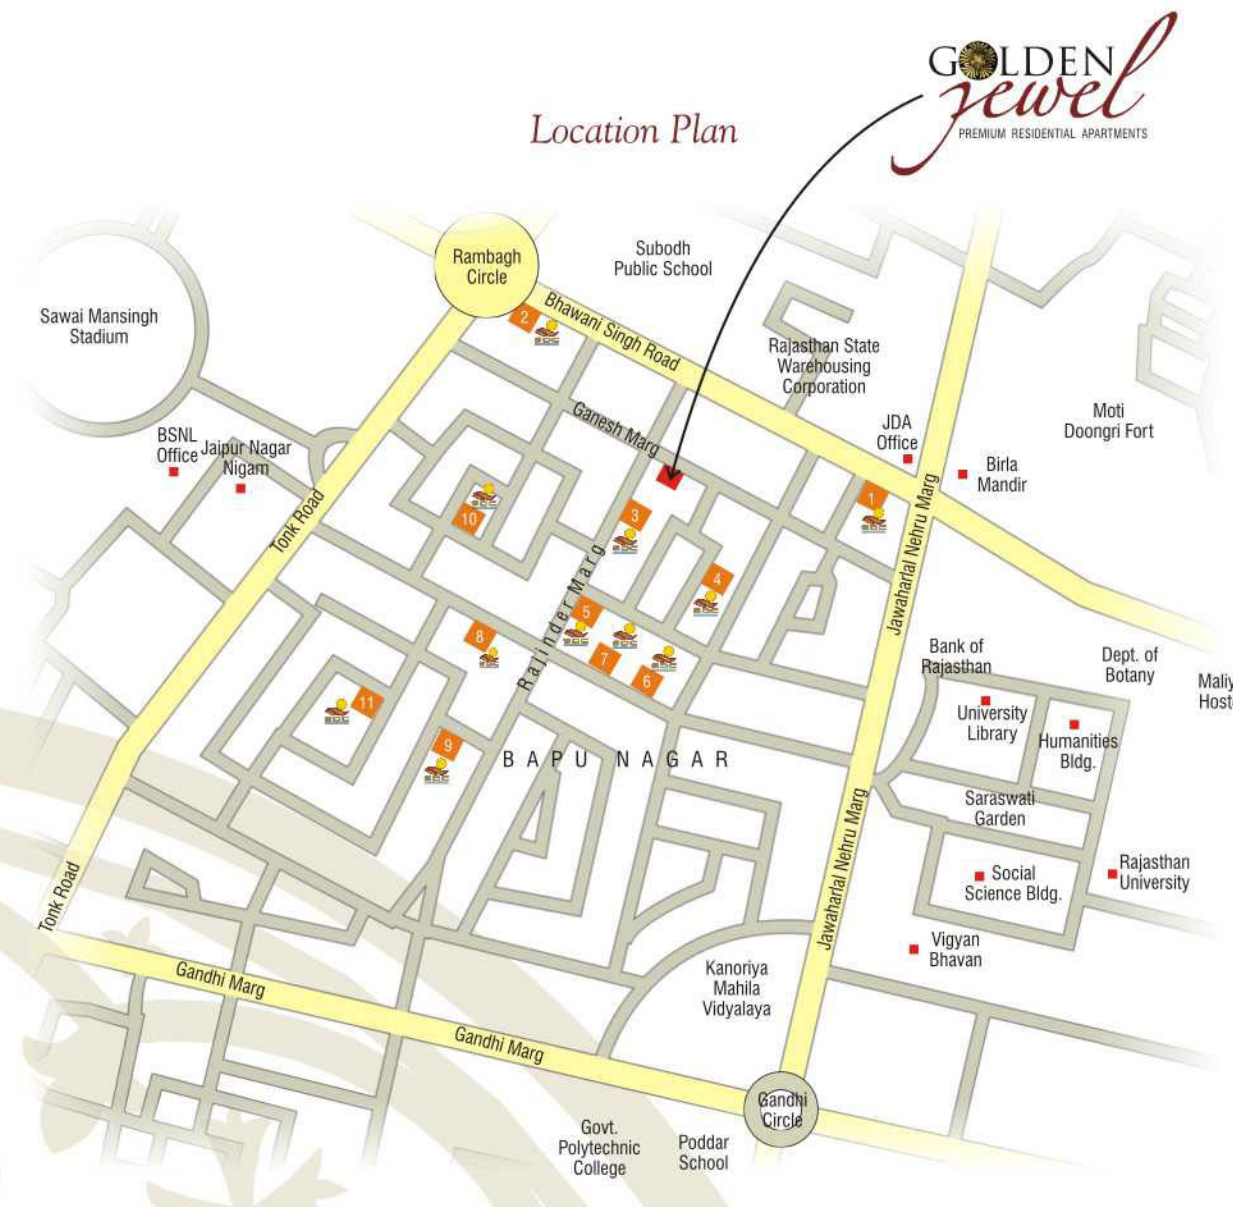 GOLDEN
jewel
PREMIUM RESIDENTIAL APARTMENTS
Location Plan
Rambagh
Circle
Subodh
Public School
Bhawani Singh Road
Sawai Mansingh
Stadium
2
Rajasthan State
Warehousing
Corporation
Ganesh Marg
Moti
Doongri Fort
JDA
Office
BSNL
Office
Jaipur Nagar
Nigam
Birla
Mandir
1
Tonk Road
10
3
Jawaharlal Nehru Marg
4
Rajinder Marg
5
8
7
6
11
9
Bank of
Rajasthan
Dept. of
Botany
Maliy
Host
University
Library
Humanities
Bldg.
BAPU NAGAR
Saraswati
Garden
Jawaharlal Nehru Marg
Social
Science Bldg.
Rajasthan
University
Tonk Road
Vigyan
Bhavan
Kanoriya
Mahila
Vidyalaya
Gandhi Marg
Gandhi Marg
Gandhi
Circle
Govt.
Polytechnic
College
Poddar
School